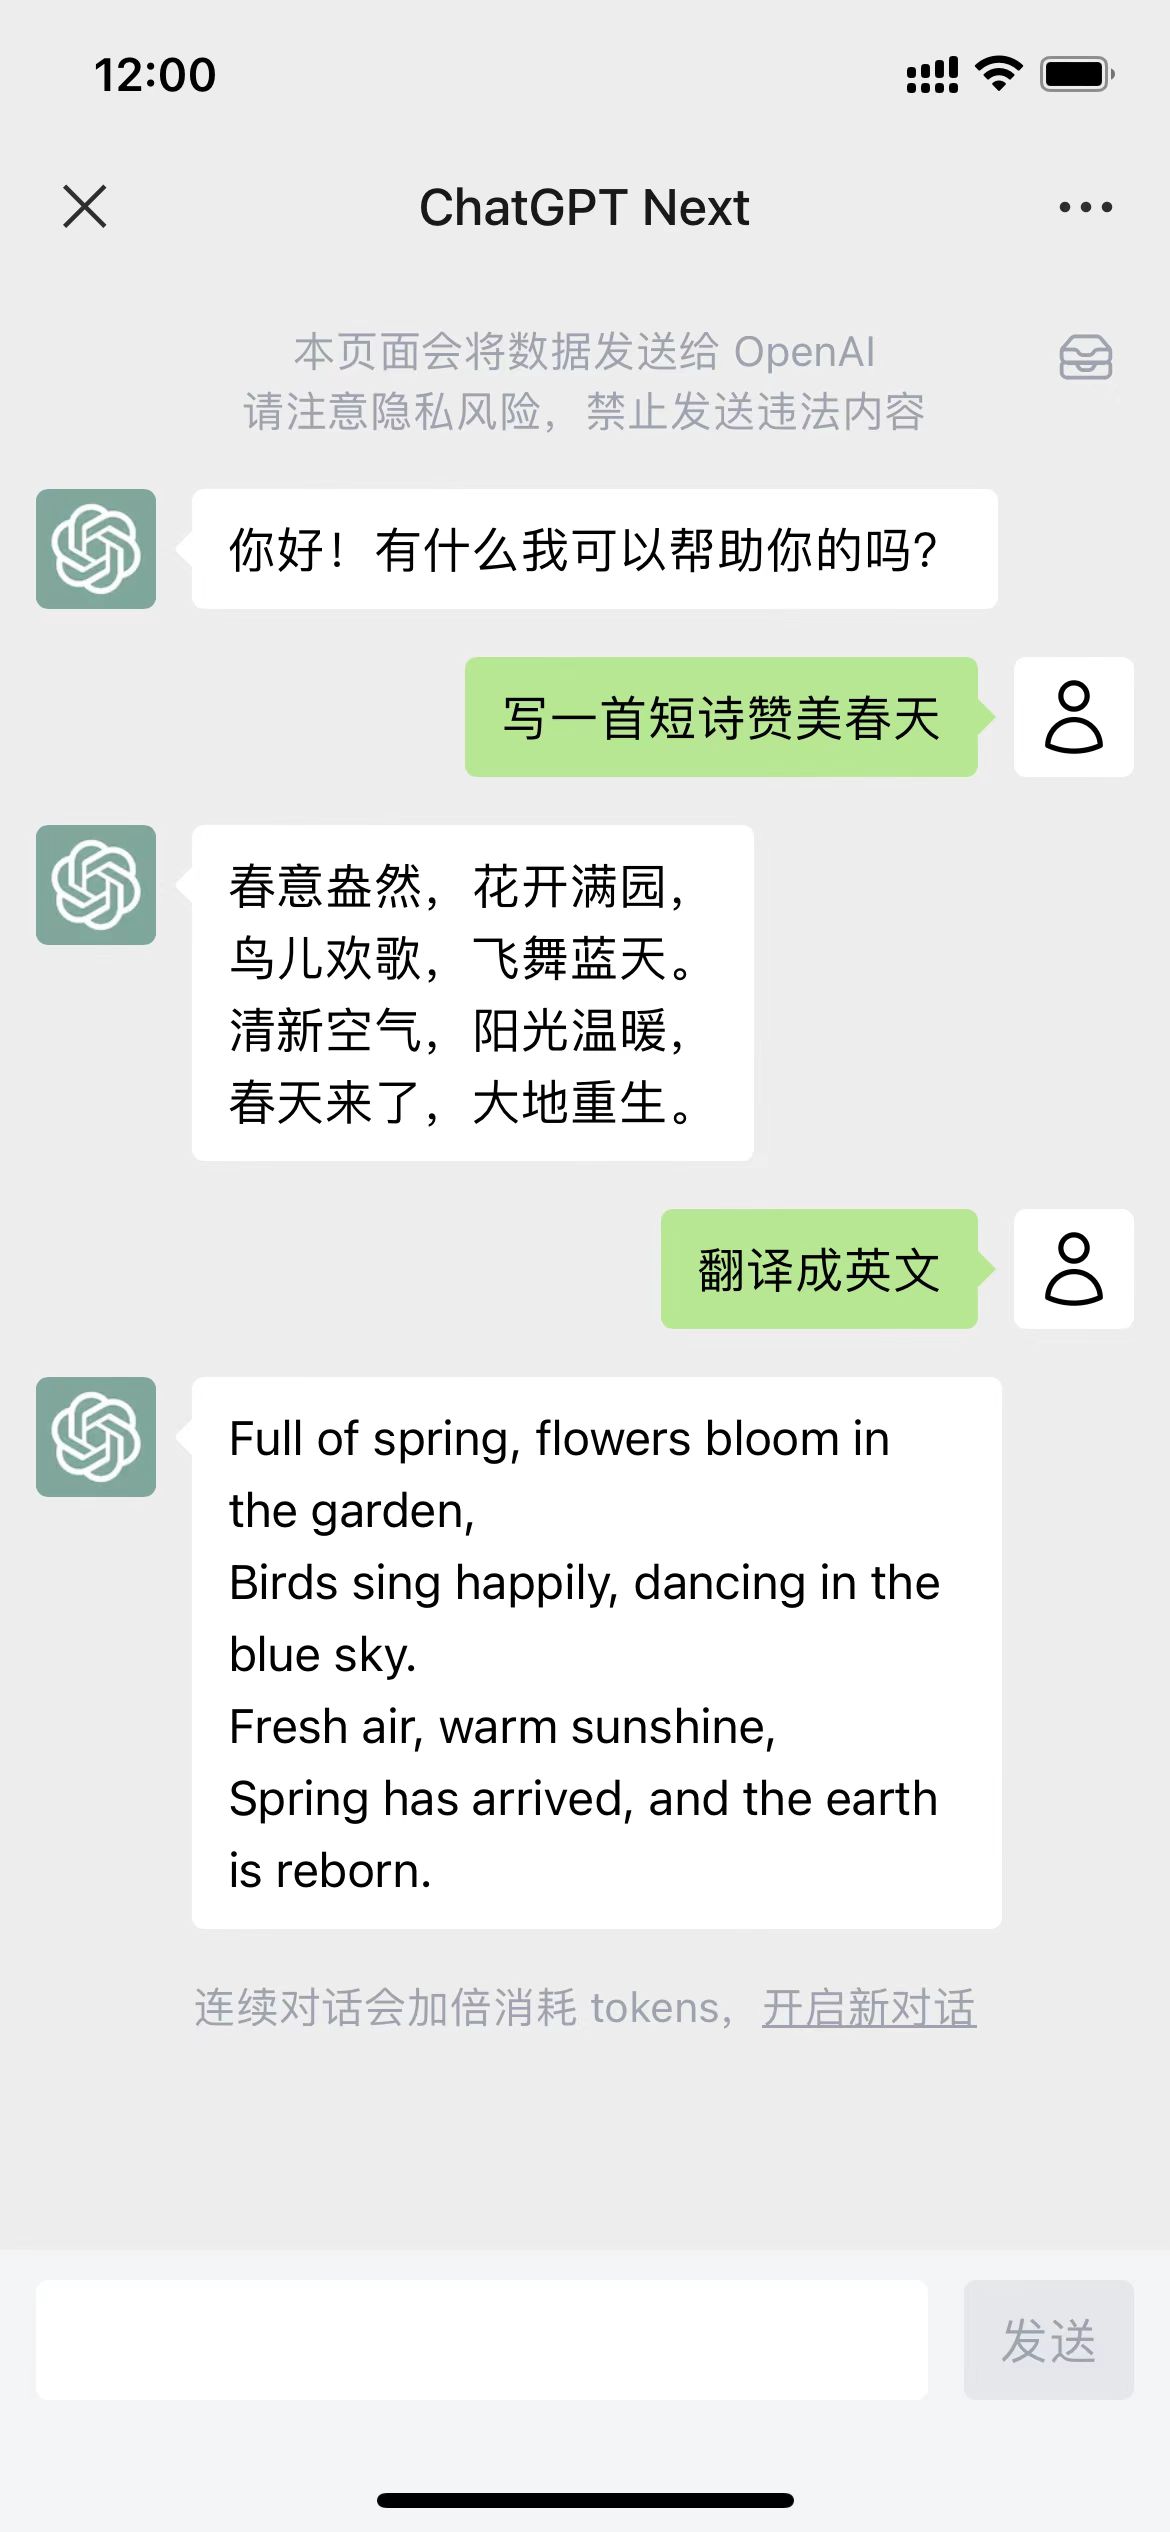 12:00
ChatGPT Next
本页面会将数据发送给 OpenAI
请注意隐私风险，禁止发送违法内容
你好！有什么我可以帮助你的吗？
写一首短诗赞美春天
春意盎然，花开满园，
鸟儿欢歌，飞舞蓝天。
清新空气，阳光温暖，
春天来了，大地重生。
翻译成英文
Full of spring, flowers bloom in
the garden,
Birds sing happily, dancing in the
blue sky.
Fresh air, warm sunshine,
Spring has arrived, and the earth
is reborn.
连续对话会加倍消耗 tokens，开启新对话
发送